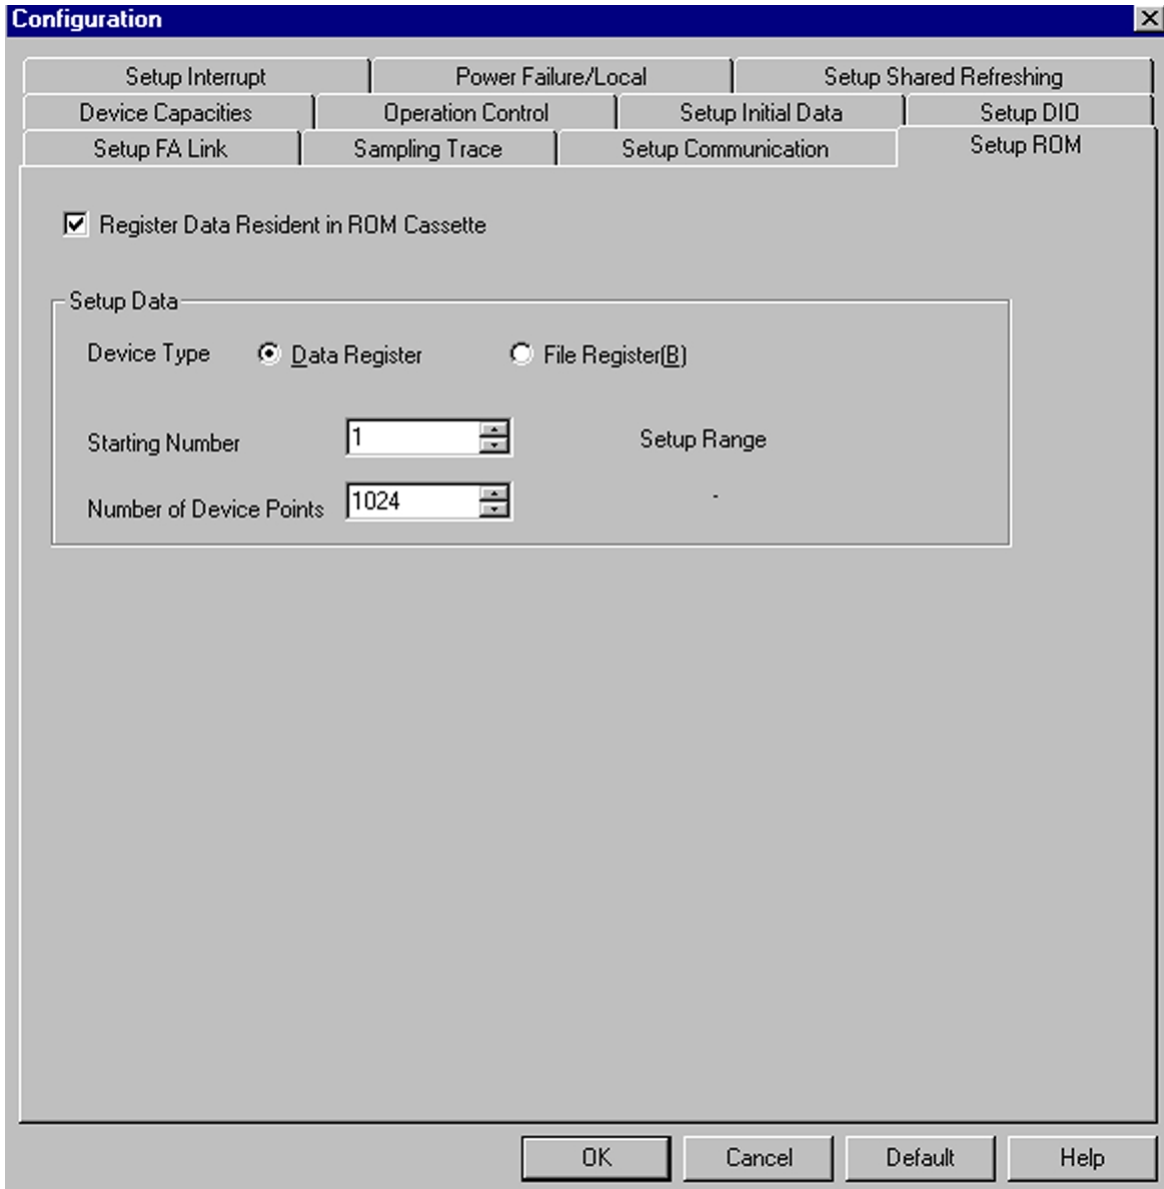 Configuration
Setup Interrupt Power Failure/Local Setup Shared Refreshing
Device Capacities Operation Control Setup Initial Data Setup DIO
Setup FA Link Sampling Trace Setup Communication Setup ROM
Register Data Resident in ROM Cassette
Setup Data
Device Type Data Register File Register(B)
Starting Number 1 Setup Range
Number of Device Points 1024 -
OK Cancel Default Help